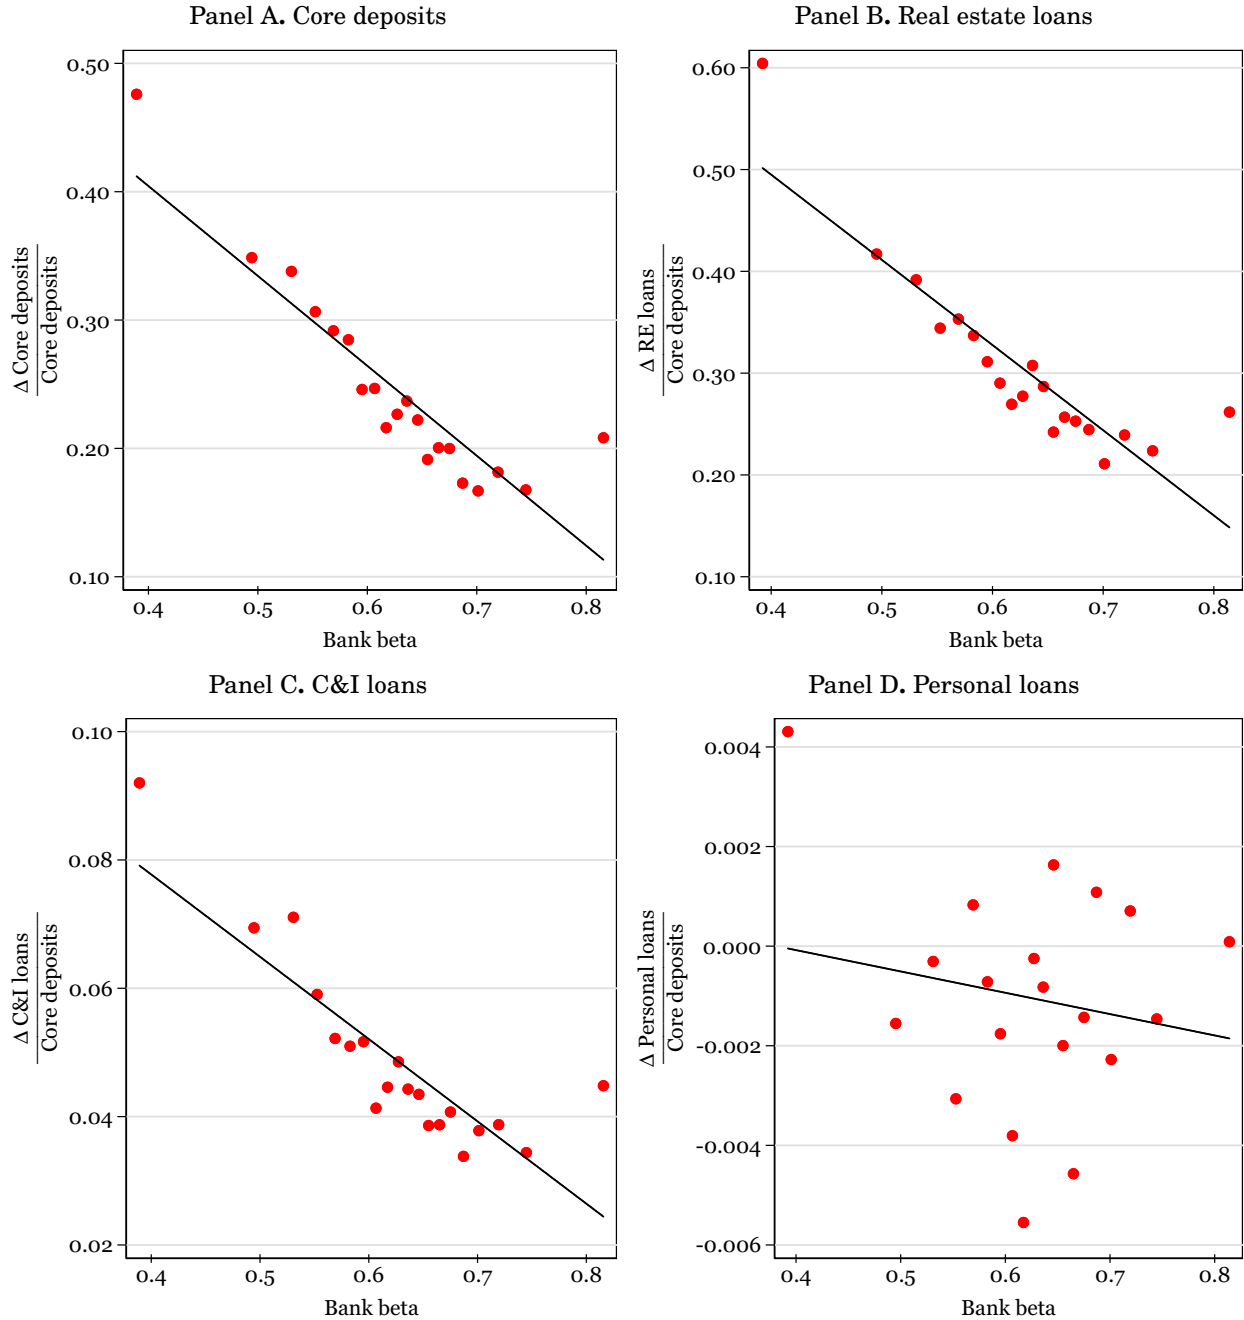 Panel A. Core deposits
0.50
0.40
0.30
0.20
0.10
Δ Core deposits
Core deposits
0.4 0.5 0.6 0.7 0.8
Bank beta
Panel B. Real estate loans
0.60
0.50
0.40
0.30
0.20
0.10
Δ RE loans
Core deposits
0.4 0.5 0.6 0.7 0.8
Bank beta
Panel C. C&I loans
0.10
0.08
0.06
0.04
0.02
Δ C&I loans
Core deposits
0.4 0.5 0.6 0.7 0.8
Bank beta
Panel D. Personal loans
0.004
0.002
0.000
-0.002
-0.004
-0.006
Δ Personal loans
Core deposits
0.4 0.5 0.6 0.7 0.8
Bank beta